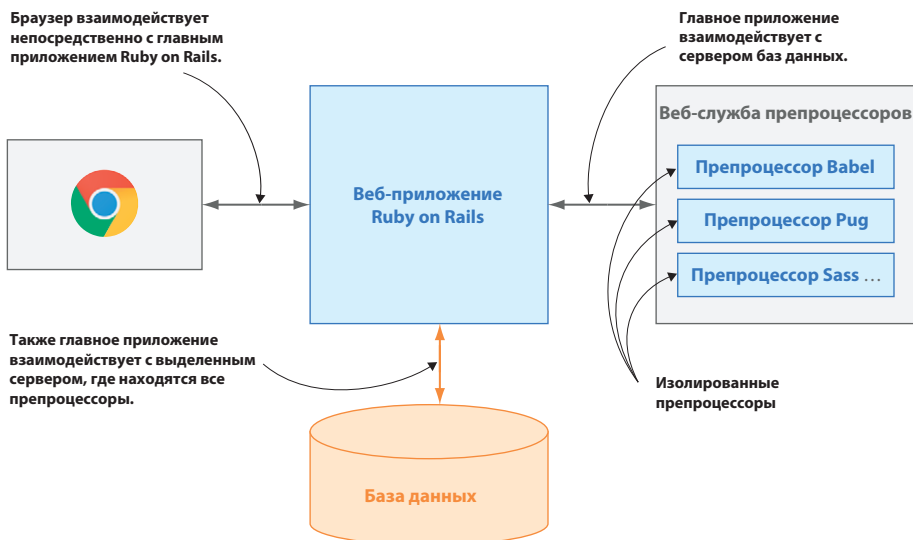 Браузер взаимодействует
непосредственно с главным
приложением Ruby on Rails.
Главное приложение
взаимодействует с
сервером баз данных.
Веб-служба препроцессоров
Препроцессор Babel
Препроцессор Pug
Препроцессор Sass …
Веб-приложение
Ruby on Rails
Также главное приложение
взаимодействует с выделенным
сервером, где находятся все
препроцессоры.
Изолированные
препроцессоры
База данных